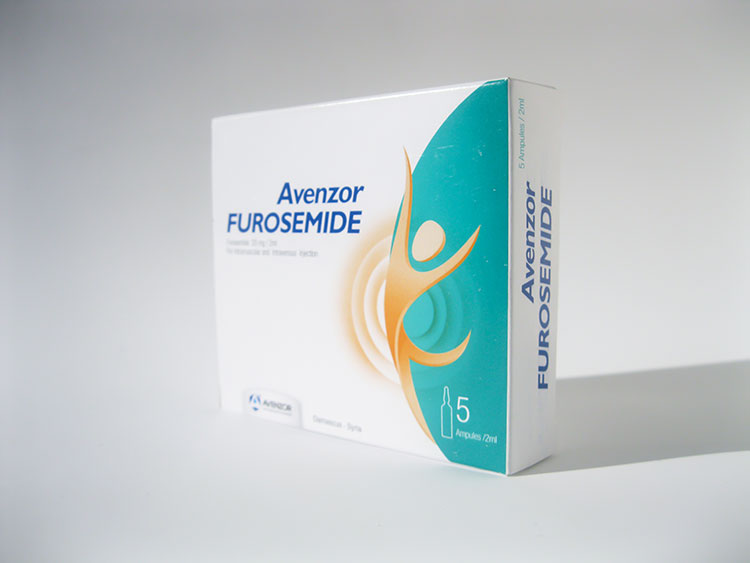 Avenzor
FUROSEMIDE
Furosemide 20 mg / 2ml
For Intramuscular and Intravenous Injection
AVENZOR
Damascus - Syria
5
Ampules /2ml
5 Ampules / 2ml
Avenzor
FUROSEMIDE